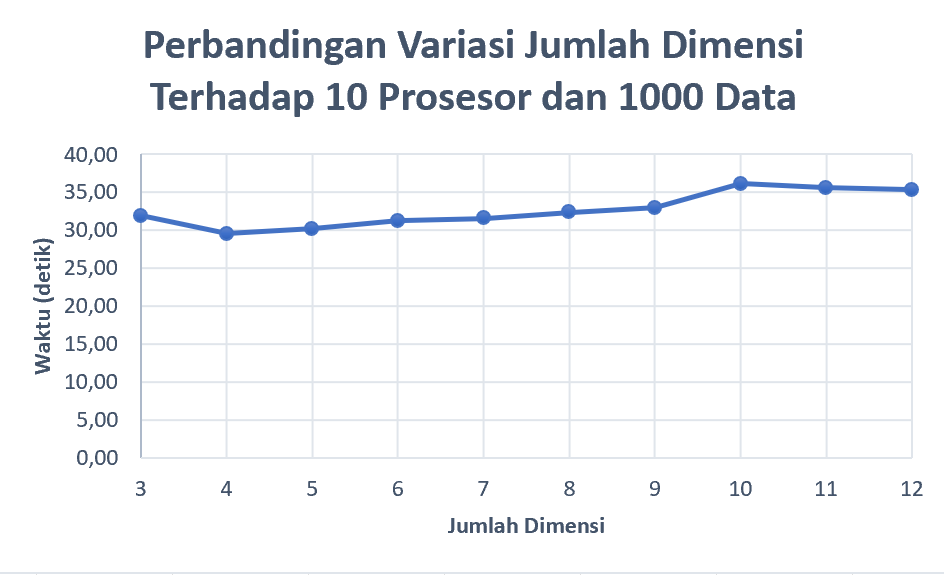 Perbandingan Variasi Jumlah Dimensi
Terhadap 10 Prosesor dan 1000 Data
40,00
35,00
30,00
25,00
20,00
15,00
10,00
5,00
0,00
Waktu (detik)
3 4 5 6 7 8 9 10 11 12
Jumlah Dimensi